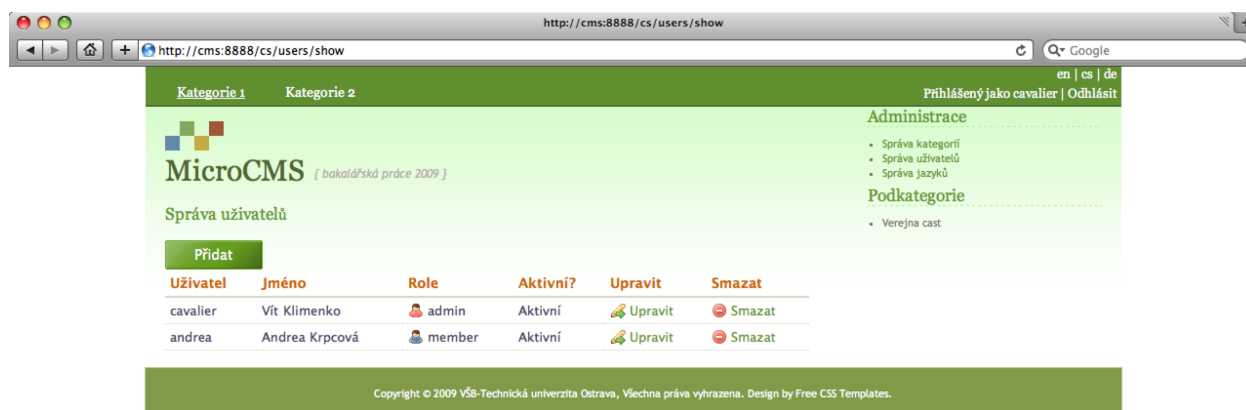 http://cms:8888/cs/users/show
http://cms:8888/cs/users/show
Google
en | cs | de
Kategorie 1 Kategorie 2
Přihlášený jako cavalier | Odhlásit
Administrace
Správa kategorií
Správa uživatelů
Správa jazyků
Podkategorie
Verejna cast
MicroCMS { bakalářská práce 2009 }
Správa uživatelů
Přidat
Uživatel Jméno Role Aktivní? Upravit Smazat
cavalier Vít Klimenko admin Aktivní Upravit Smazat
andrea Andrea Krpcová member Aktivní Upravit Smazat
Copyright © 2009 VŠB-Technická univerzita Ostrava, Všechna práva vyhrazena. Design by Free CSS Templates.